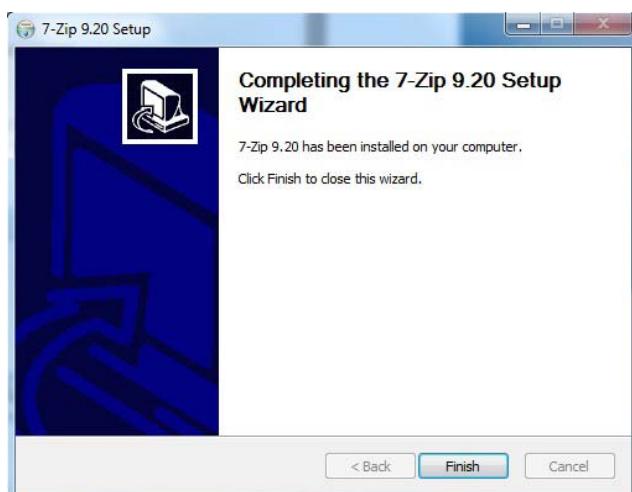 7-Zip 9.20 Setup
Completing the 7-Zip 9.20 Setup
Wizard
7-Zip 9.20 has been installed on your computer.
Click Finish to close this wizard.
< Back
Finish
Cancel